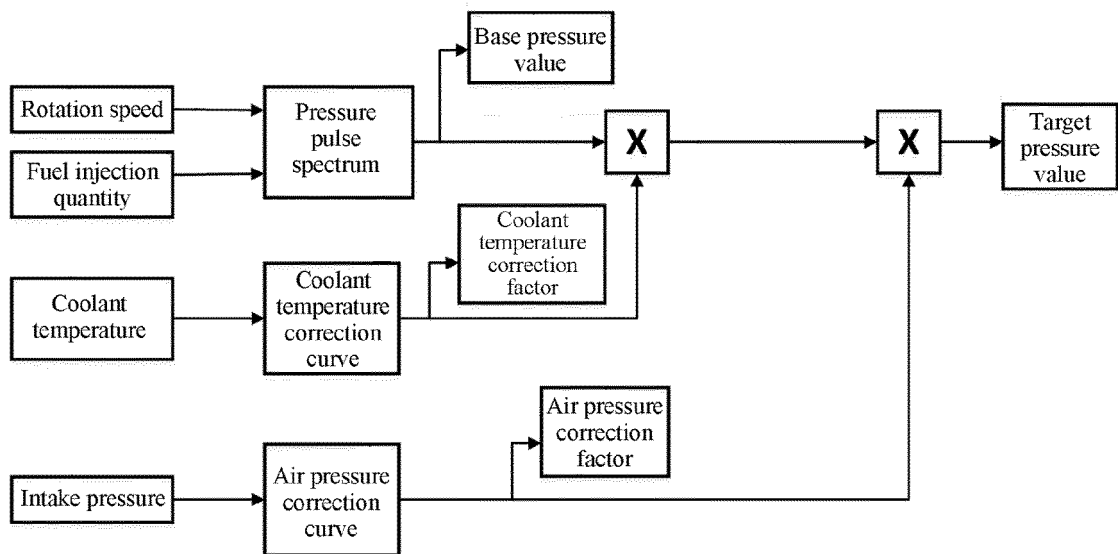 Base pressure
value
Rotation speed
Pressure
pulse
spectrum
X
X
Target
pressure
value
Fuel injection
quantity
Coolant
temperature
correction
factor
Coolant
temperature
Coolant
temperature
correction
curve
Air pressure
correction
factor
Intake pressure
Air pressure
correction
curve